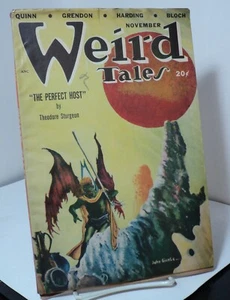 QUINN • GRENDON • HARDING • BLOCH
NOVEMBER
Weird
Tales
20¢
"THE PERFECT HOST"
by
Theodore Sturgeon